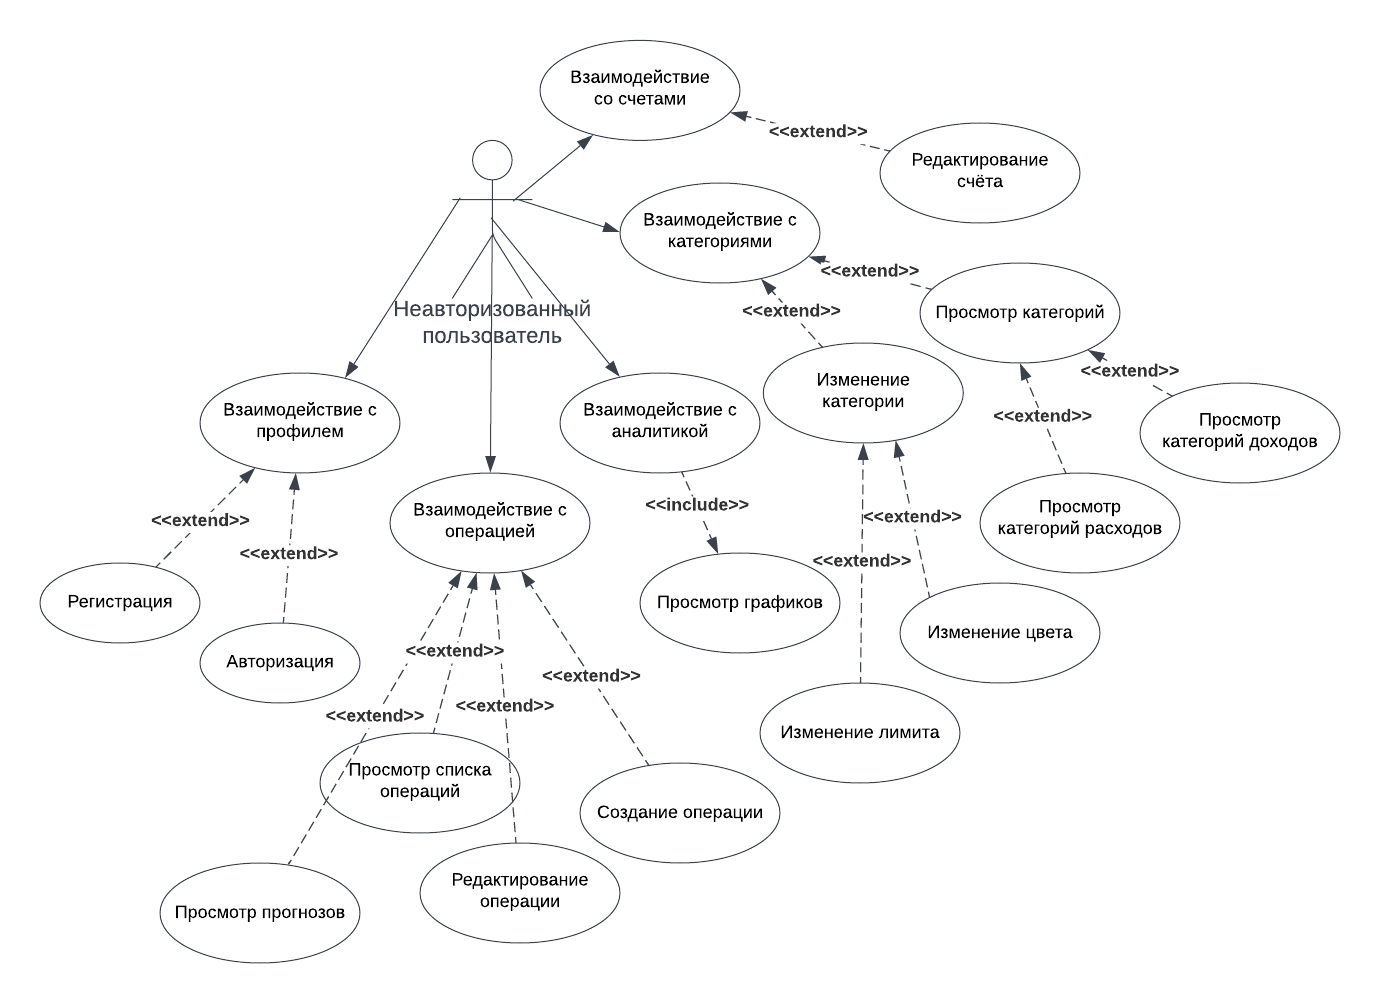 Взаимодействие
со счетами
<<extend>>
Редактирование
счёта
Взаимодействие с
категориями
<<extend>>
<<extend>>
Просмотр категорий
Неавторизованный
пользователь
Изменение
категории
<<extend>>
<<extend>>
Просмотр
категорий доходов
Взаимодействие с
профилем
Взаимодействие с
аналитикой
Взаимодействие с
операцией
<<include>>
<<extend>>
Просмотр
категорий расходов
<<extend>>
<<extend>>
<<extend>>
Регистрация
Авторизация
Просмотр графиков
Изменение цвета
<<extend>>
<<extend>>
<<extend>>
<<extend>>
Изменение лимита
Просмотр списка
операций
Создание операции
Редактирование
операции
Просмотр прогнозов